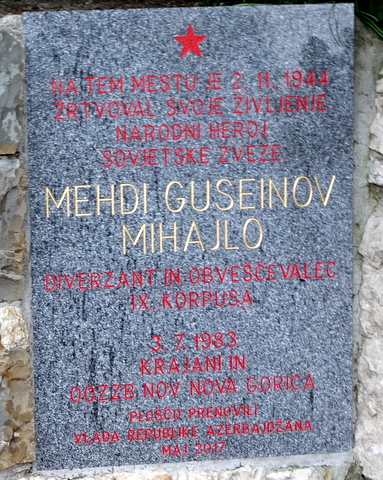 NA TEM MESTU JE 2. 11. 1944
ŽRTVOVAL SVOJE ŽIVLJENJE
NARODNI HEROJ
SOVJETSKE ZVEZE
MEHDI GUSEINOV
MIHAJLO
DIVERZANT IN OBVEŠČEVALEC
IX. KORPUSA
3. 7. 1983
KRAJANI IN
OOZZB NOV NOVA GORICA
PLOŠČO PRENOVILI
VLADA REPUBLIKE AZERBAJDŽANA
MAJ 2017